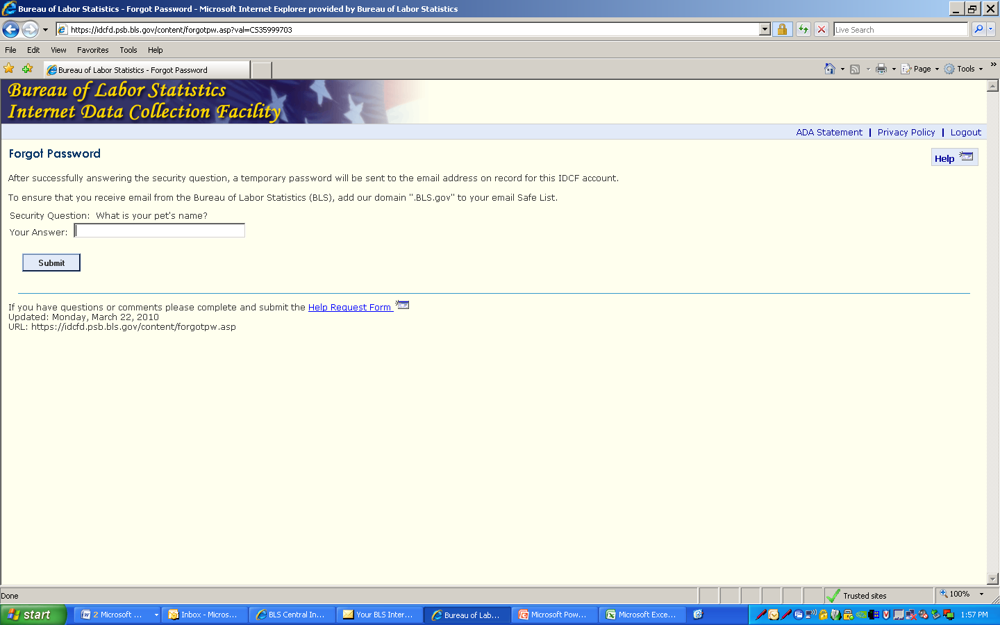 Bureau of Labor Statistics - Forgot Password - Microsoft Internet Explorer provided by Bureau of Labor Statistics
https://idcfd.psb.bls.gov/content/forgotpw.asp?val=CS35999703
Live Search
File Edit View Favorites Tools Help
Bureau of Labor Statistics - Forgot Password
Page Tools
Bureau of Labor Statistics
Internet Data Collection Facility
ADA Statement | Privacy Policy | Logout
Forgot Password
Help
After successfully answering the security question, a temporary password will be sent to the email address on record for this IDCF account.
To ensure that you receive email from the Bureau of Labor Statistics (BLS), add our domain ".BLS.gov" to your email Safe List.
Security Question: What is your pet's name?
Your Answer:
Submit
If you have questions or comments please complete and submit the Help Request Form
Updated: Monday, March 22, 2010
URL: https://idcfd.psb.bls.gov/content/forgotpw.asp
Done
Trusted sites
100%
start
2 Microsoft ...
Inbox - Micros...
BLS Central In...
Your BLS Inter...
Bureau of Lab...
Microsoft Pow...
Microsoft Exce...
1:57 PM